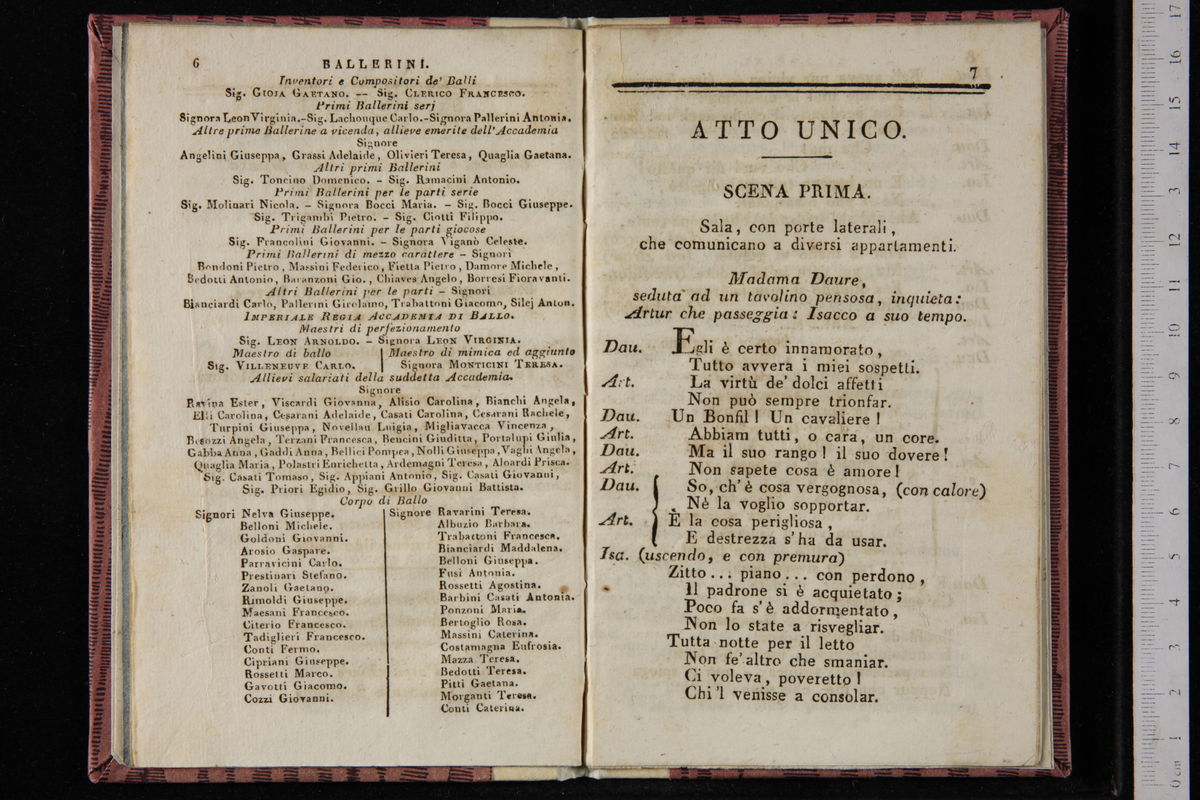 6
BALLERINI.
Inventori e Compositori de' Balli
Sig. GIOJA GAETANO. — Sig. CLERICO FRANCESCO.
Primi Ballerini serj
Signora Leon Virginia.-Sig. Lachouque Carlo.-Signora Pallerini Antonia.
Altre prime Ballerine a vicenda, allieve emerite dell'Accademia
Signore
Angelini Giuseppa, Grassi Adelaide, Olivieri Teresa, Quaglia Gaetana.
Altri primi Ballerini
Sig. Toncino Domenico. - Sig. Ramacini Antonio.
Primi Ballerini per le parti serie
Sig. Molinari Nicola. - Signora Bocci Maria. - Sig. Bocci Giuseppe.
Sig. Trigambi Pietro. - Sig. Ciotti Filippo.
Primi Ballerini per le parti giocose
Sig. Francolini Giovanni. - Signora Viganò Celeste.
Primi Ballerini di mezzo carattere - Signori
Bondoni Pietro, Massini Federico, Fietta Pietro, Damore Michele,
Bedotti Antonio, Baranzoni Gio., Chiaves Angelo, Borresi Fioravanti.
Altri Ballerini per le parti - Signori
Bianciardi Carlo, Pallerini Girolamo, Trabattoni Giacomo, Silej Anton.
IMPERIALE REGIA ACCADEMIA DI BALLO.
Maestri di perfezionamento
Sig. LEON ARNOLDO. - Signora LEON VIRGINIA.
Maestro di ballo
Sig. VILLENEUVE CARLO.
Maestro di mimica ed aggiunto
Signora MONTICINI TERESA.
Allievi salariati della suddetta Accademia.
Signore
Ravina Ester, Viscardi Giovanna, Alisio Carolina, Bianchi Angela,
Elli Carolina, Cesarani Adelaide, Casati Carolina, Cesarani Rachele,
Turpini Giuseppa, Novellau Luigia, Migliavacca Vincenza,
Besozzi Angela, Terzani Francesca, Bencini Giuditta, Portalupi Giulia,
Gabba Anna, Gaddi Anna, Bellici Pompea, Nolli Giuseppa, Vaghi Angela,
Quaglia Maria, Polastri Enrichetta, Ardemagni Teresa, Aloardi Prisca.
Sig. Casati Tomaso, Sig. Appiani Antonio, Sig. Casati Giovanni,
Sig. Priori Egidio, Sig. Grillo Giovanni Battista.
Corpo di Ballo
Signori Nelva Giuseppe.
Belloni Michele.
Goldoni Giovanni.
Arosio Gaspare.
Parravicini Carlo.
Prestinari Stefano.
Zanoli Gaetano.
Rimoldi Giuseppe.
Maesani Francesco.
Citerio Francesco.
Tadiglieri Francesco.
Conti Fermo.
Cipriani Giuseppe.
Rossetti Marco.
Gavotti Giacomo.
Cozzi Giovanni.
Signore Ravarini Teresa.
Albuzio Barbara.
Trabattoni Francesca.
Bianciardi Maddalena.
Belloni Giuseppa.
Fusi Antonia.
Rossetti Agostina.
Barbini Casati Antonia.
Ponzoni Maria.
Bertoglio Rosa.
Massini Caterina.
Costamagna Eufrosia.
Mazza Teresa.
Bedotti Teresa.
Pitti Gaetana.
Morganti Teresa.
Conti Caterina.
7
ATTO UNICO.
SCENA PRIMA.
Sala, con porte laterali,
che comunicano a diversi appartamenti.
Madama Daure,
seduta ad un tavolino pensosa, inquieta:
Artur che passeggia: Isacco a suo tempo.
Dau. Egli è certo innamorato,
Tutto avvera i miei sospetti.
Art. La virtù de' dolci affetti
Non può sempre trionfar.
Dau. Un Bonfil! Un cavaliere!
Art. Abbiam tutti, o cara, un core.
Dau. Ma il suo rango! il suo dovere!
Art. Non sapete cosa è amore!
Dau. So, ch'è cosa vergognosa, (con calore)
Nè la voglio sopportar.
Art. È la cosa perigliosa,
E destrezza s'ha da usar.
Isa. (uscendo, e con premura)
Zitto... piano... con perdono,
Il padrone si è acquietato;
Poco fa s'è addormentato,
Non lo state a risvegliar.
Tutta notte per il letto
Non fe' altro che smaniar.
Ci voleva, poveretto!
Chi 'l venisse a consolar.
0 cm 1 2 3 4 5 6 7 8 9 10 11 12 13 14 15 16 17